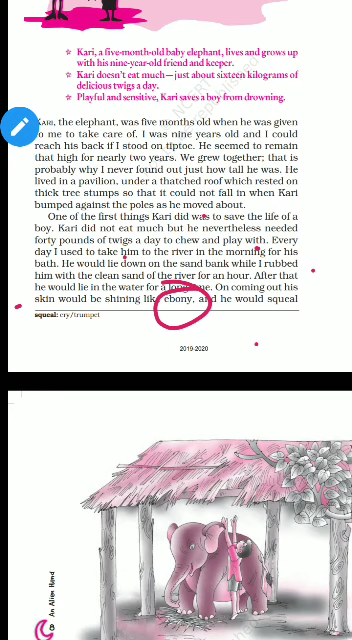 ★ Kari, a five-month-old baby elephant, lives and grows up
with his nine-year-old friend and keeper.
★ Kari doesn't eat much—just about sixteen kilograms of
delicious twigs a day.
★ Playful and sensitive, Kari saves a boy from drowning.
KARI, the elephant, was five months old when he was given
to me to take care of. I was nine years old and I could
reach his back if I stood on tiptoe. He seemed to remain
that high for nearly two years. We grew together; that is
probably why I never found out just how tall he was. He
lived in a pavilion, under a thatched roof which rested on
thick tree stumps so that it could not fall in when Kari
bumped against the poles as he moved about.
One of the first things Kari did was to save the life of a
boy. Kari did not eat much but he nevertheless needed
forty pounds of twigs a day to chew and play with. Every
day I used to take him to the river in the morning for his
bath. He would lie down on the sand bank while I rubbed
him with the clean sand of the river for an hour. After that
he would lie in the water for a long time. On coming out his
skin would be shining like ebony, and he would squeal
squeal: cry/trumpet
2019-2020
8
An Alien Hand